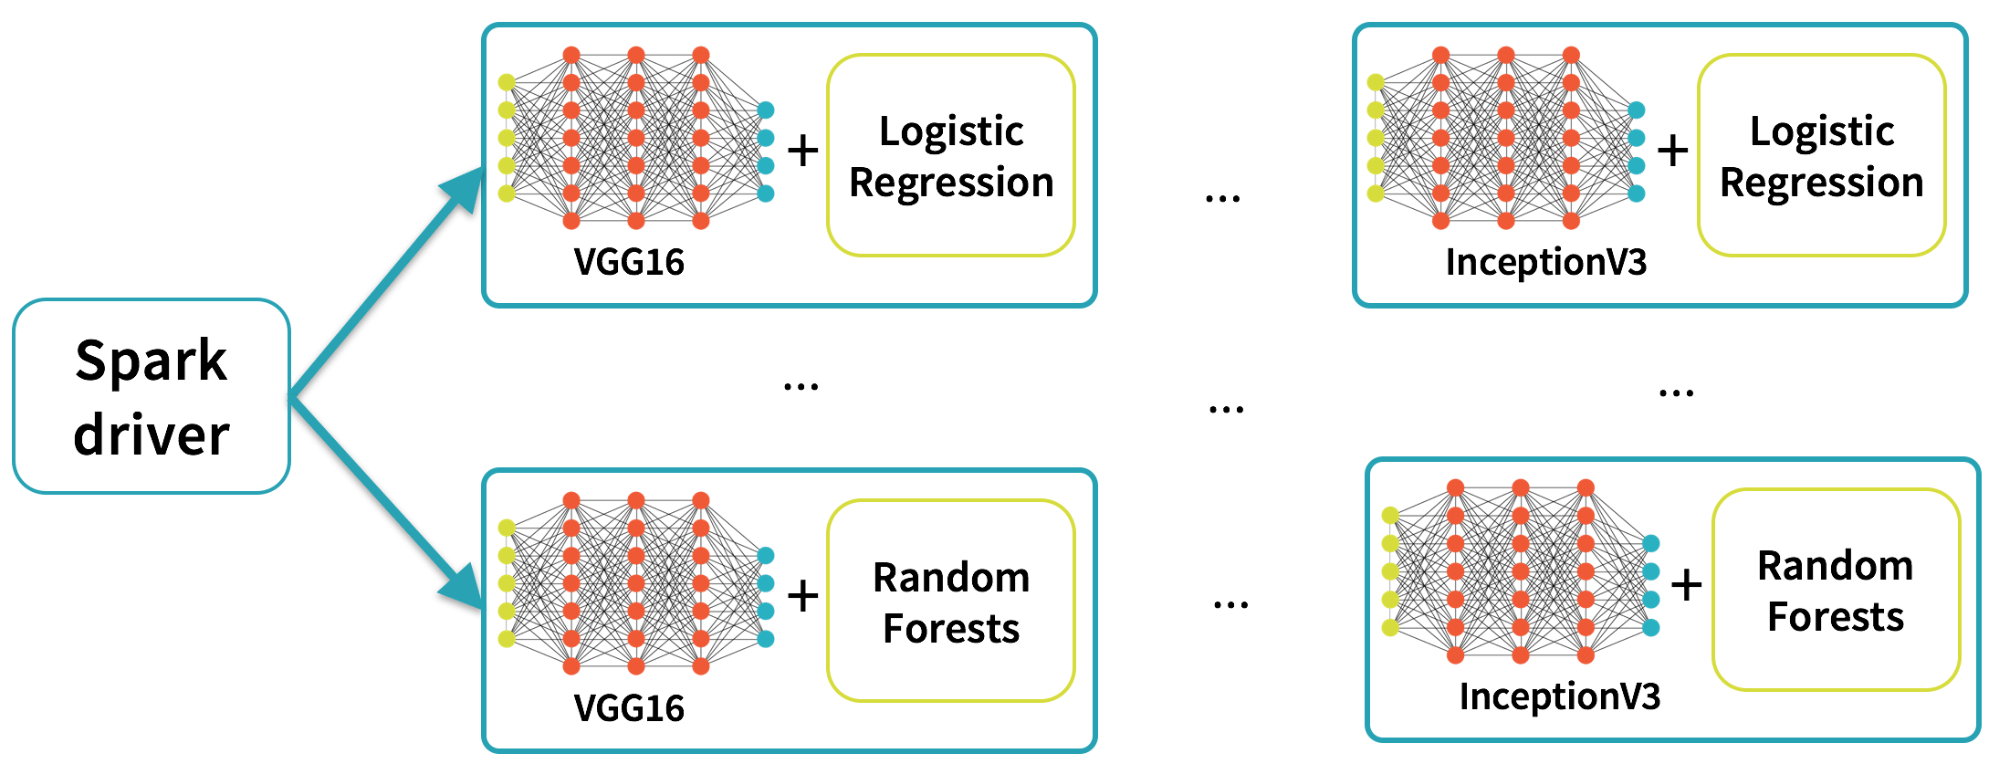 Spark
driver
+
Logistic
Regression
VGG16
...
+
Logistic
Regression
InceptionV3
...
...
...
+
Random
Forests
VGG16
...
+
Random
Forests
InceptionV3